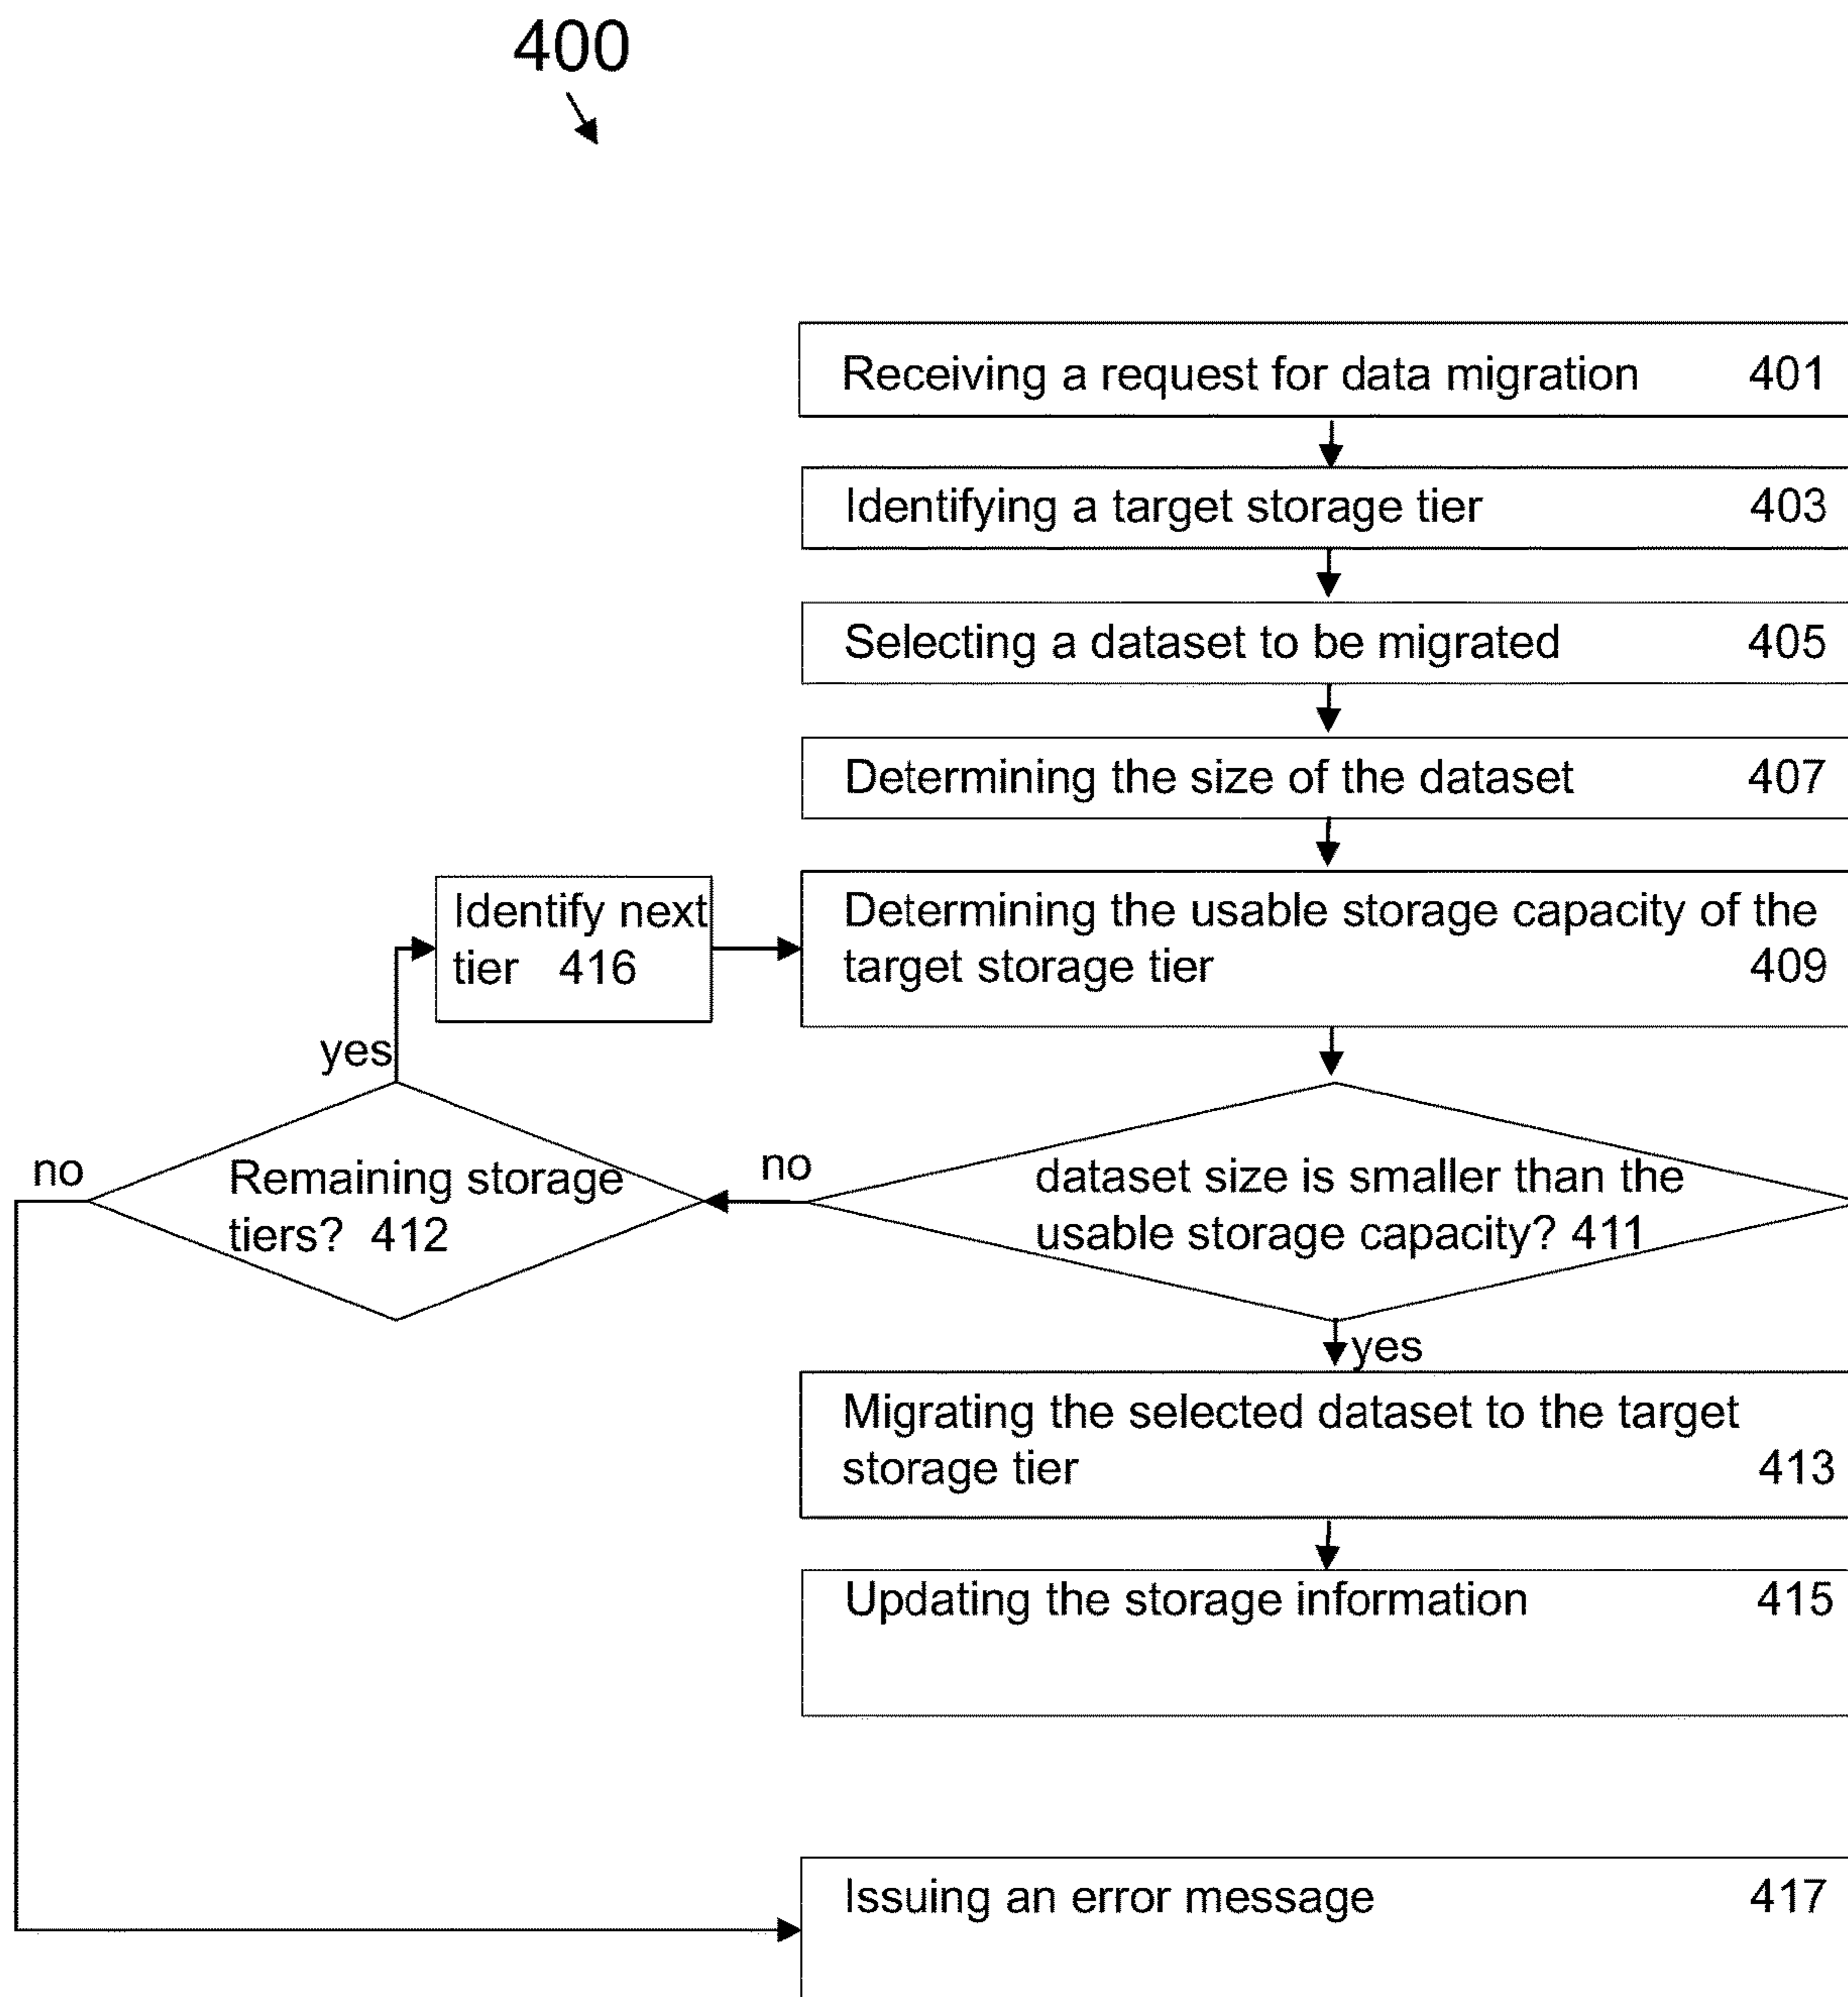 400
Receiving a request for data migration 401
Identifying a target storage tier 403
Selecting a dataset to be migrated 405
Determining the size of the dataset 407
Identify next
tier 416
Determining the usable storage capacity of the
target storage tier 409
yes
no
Remaining storage
tiers? 412
no
dataset size is smaller than the
usable storage capacity? 411
yes
Migrating the selected dataset to the target
storage tier 413
Updating the storage information 415
Issuing an error message 417